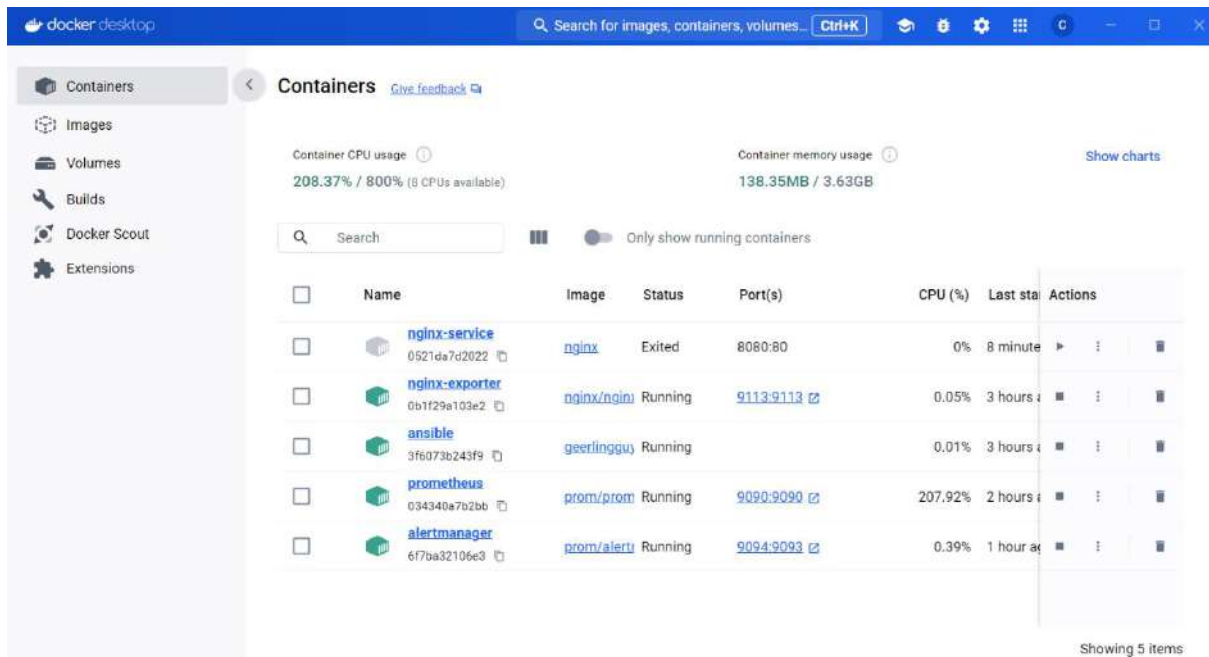 docker desktop
Search for images, containers, volumes... Ctrl+K
C
Containers
Images
Volumes
Builds
Docker Scout
Extensions
Containers Give feedback
Container CPU usage
208.37% / 800% (8 CPUs available)
Container memory usage
138.35MB / 3.63GB
Show charts
Search
Only show running containers
Name Image Status Port(s) CPU (%) Last sta Actions
nginx-service
0521da7d2022
nginx Exited 8080:80 0% 8 minute
nginx-exporter
0b1f29a103e2
nginx/ngin Running 9113:9113 0.05% 3 hours a
ansible
3f6073b243f9
geerlingguy Running 0.01% 3 hours a
prometheus
034340a7b2bb
prom/prom Running 9090:9090 207.92% 2 hours a
alertmanager
6f7ba32106e3
prom/alert Running 9094:9093 0.39% 1 hour ag
Showing 5 items